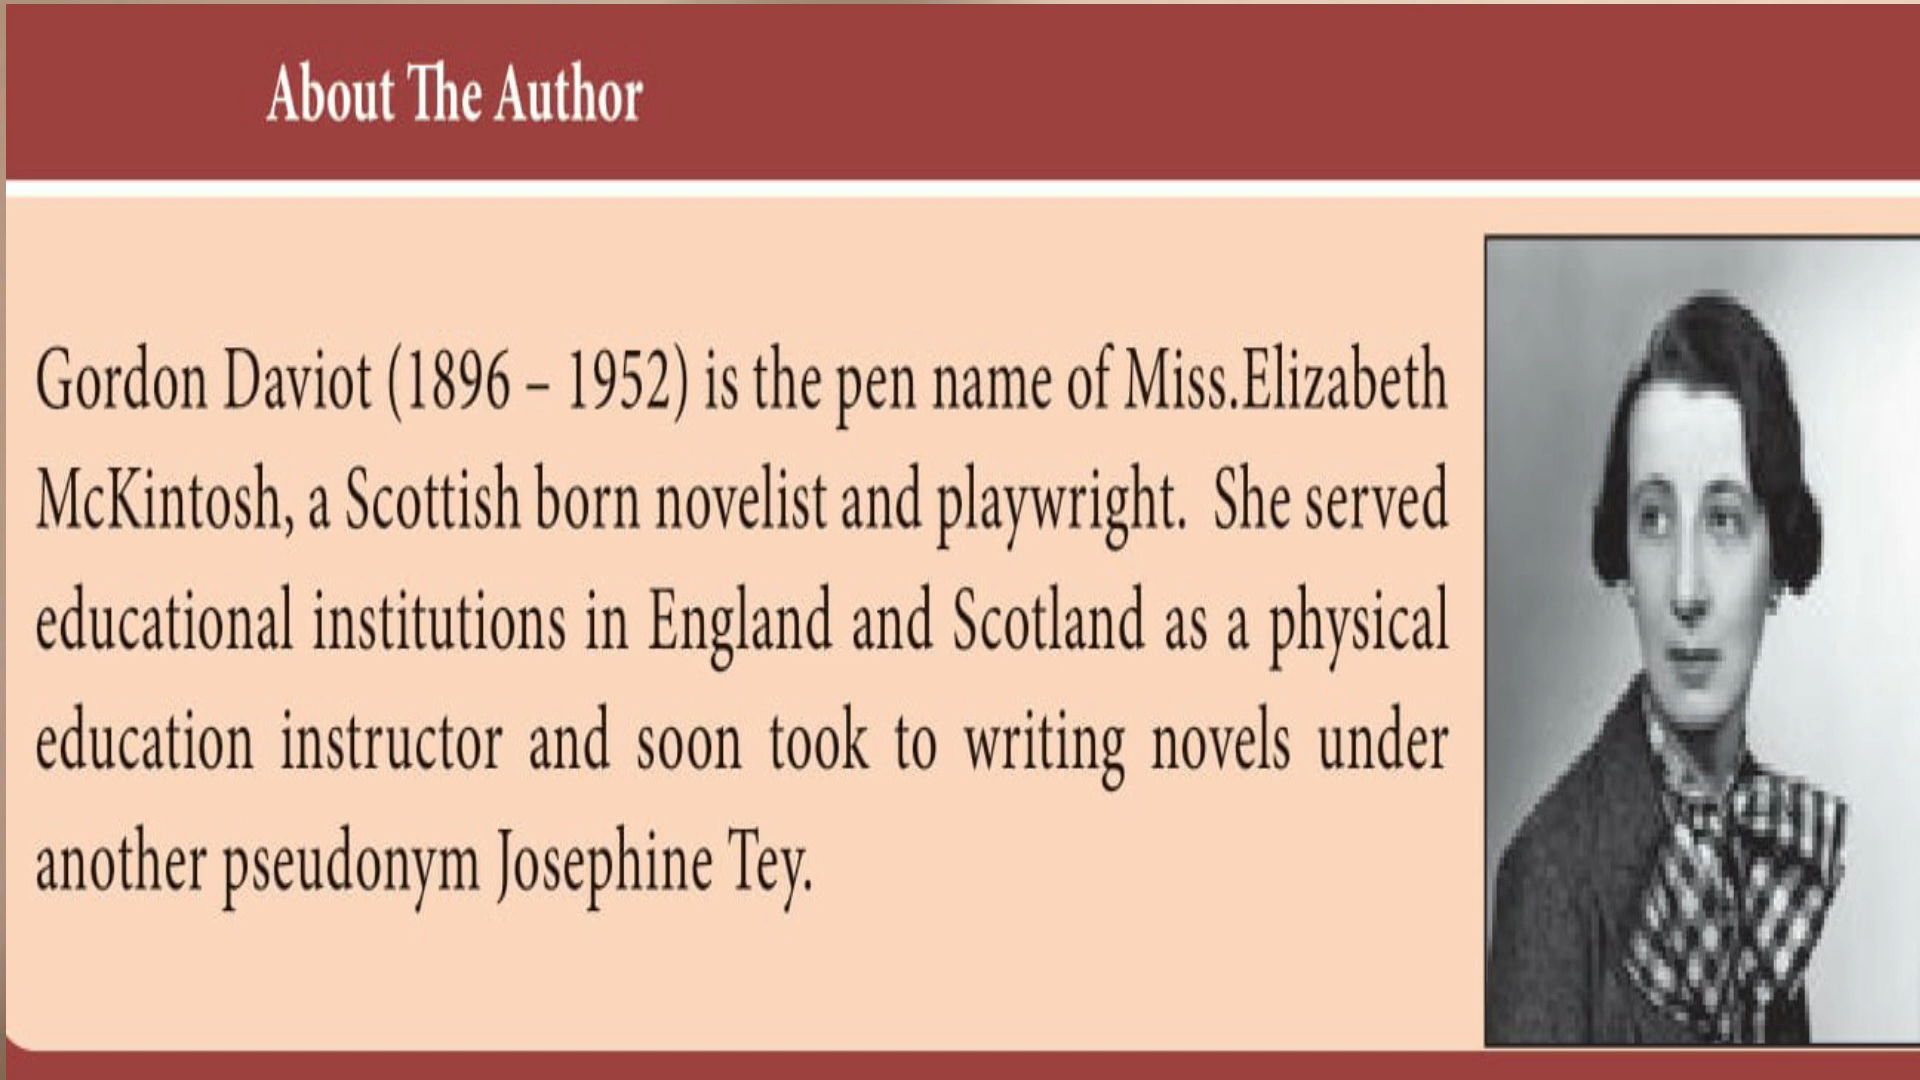 About The Author
Gordon Daviot (1896 – 1952) is the pen name of Miss.Elizabeth
McKintosh, a Scottish born novelist and playwright. She served
educational institutions in England and Scotland as a physical
education instructor and soon took to writing novels under
another pseudonym Josephine Tey.